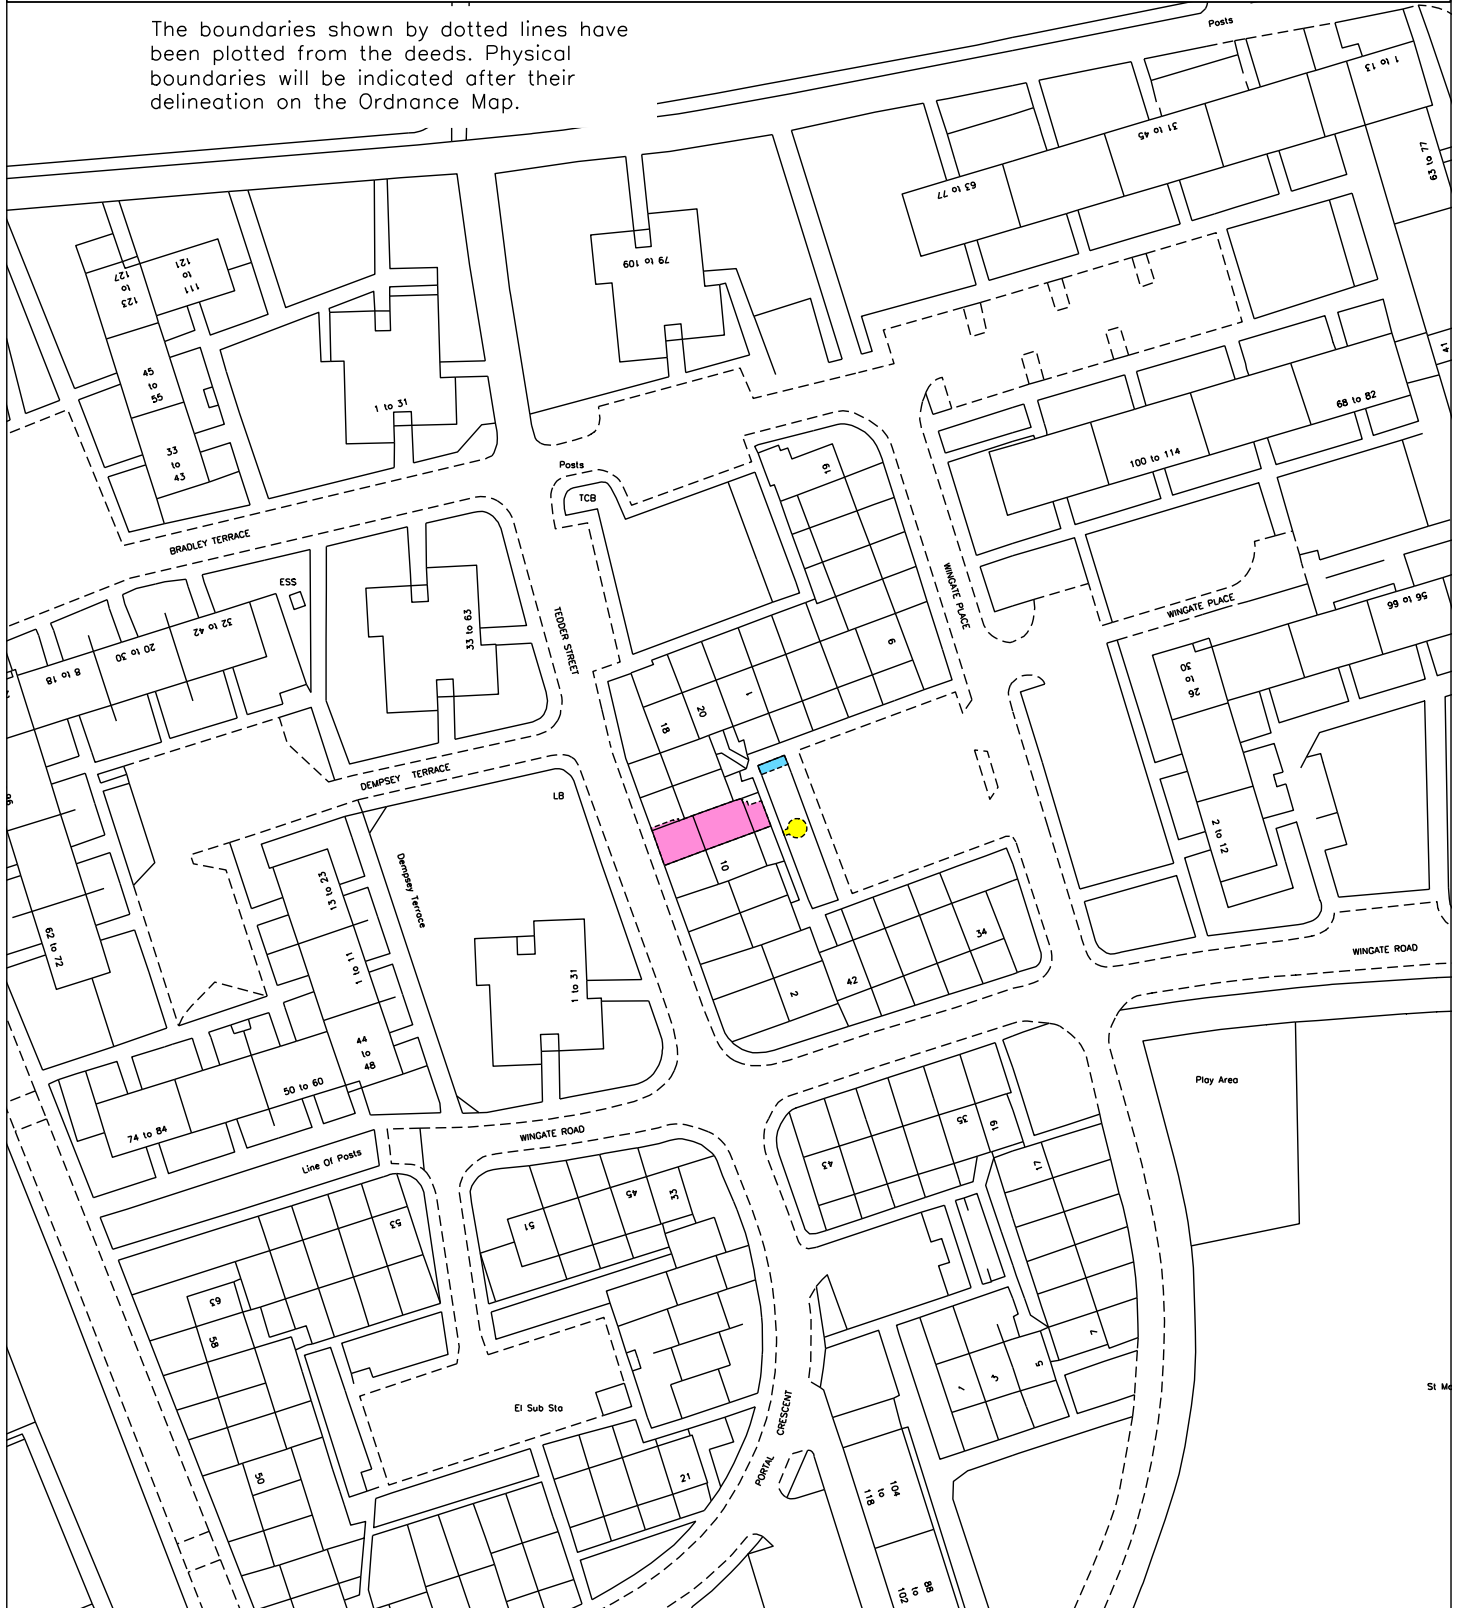 The boundaries shown by dotted lines have
been plotted from the deeds. Physical
boundaries will be indicated after their
delineation on the Ordnance Map.
Posts
1 to 13
31 to 45
63 to 77
63 to 77
79 to 109
111
to
121
123
to
127
45
to
55
33
to
43
1 to 31
41
68 to 82
100 to 114
Posts
TCB
61
BRADLEY TERRACE
ESS
32 to 42
20 to 30
8 to 18
33 to 63
TEDDER STREET
WINGATE PLACE
WINGATE PLACE
56 to 66
26
to
30
9
1
20
18
DEMPSEY TERRACE
LB
2 to 12
10
Dempsey Terrace
13 to 23
62 to 72
1 to 11
1 to 31
34
42
2
WINGATE ROAD
44
to
48
50 to 60
74 to 84
Play Area
WINGATE ROAD
Line Of Posts
35
19
43
17
53
51
45
33
63
58
7
5
3
1
El Sub Sta
PORTAL CRESCENT
50
21
104
to
118
88
to
102